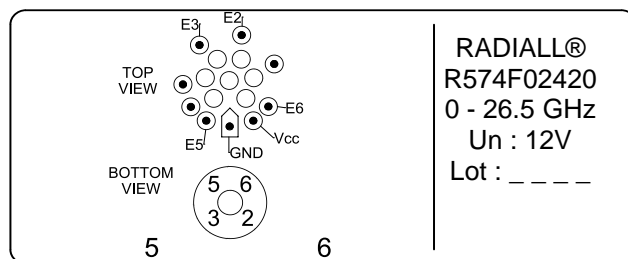 E3 E2
TOP
VIEW
E6
E5 Vcc
GND
BOTTOM
VIEW
5 6
3 2
5 6
RADIALL®
R574F02420
0 - 26.5 GHz
Un : 12V
Lot : _ _ _ _